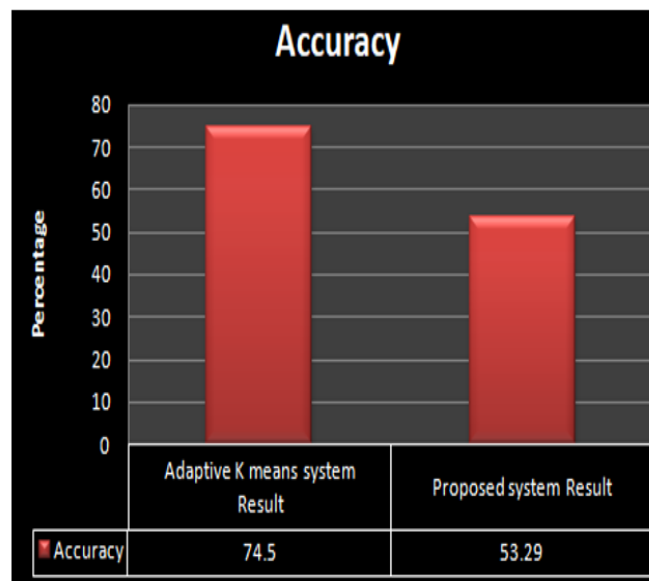 Accuracy
80
70
60
50
40
30
20
10
0
Percentage
Adaptive K means system
Result
Proposed system Result
Accuracy
74.5
53.29